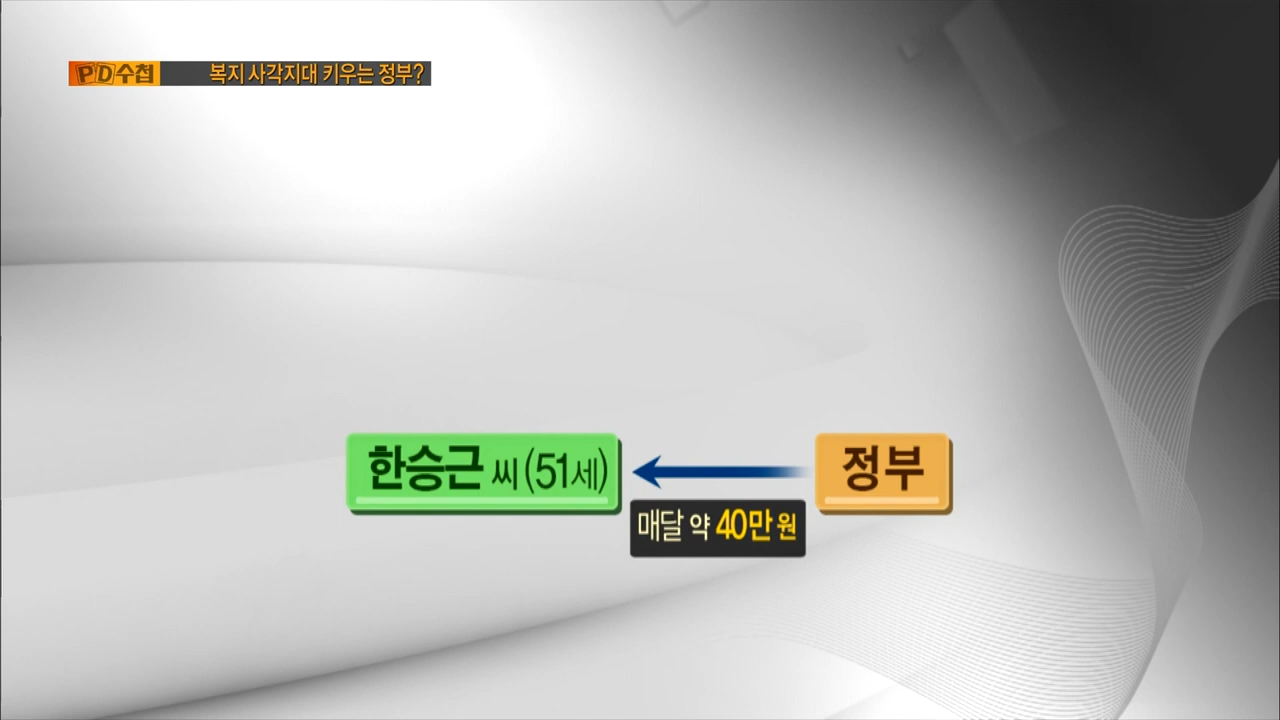 PD수첩 복지 사각지대 키우는 정부?
한승근 씨 (51세)
정부
매달 약 40만 원